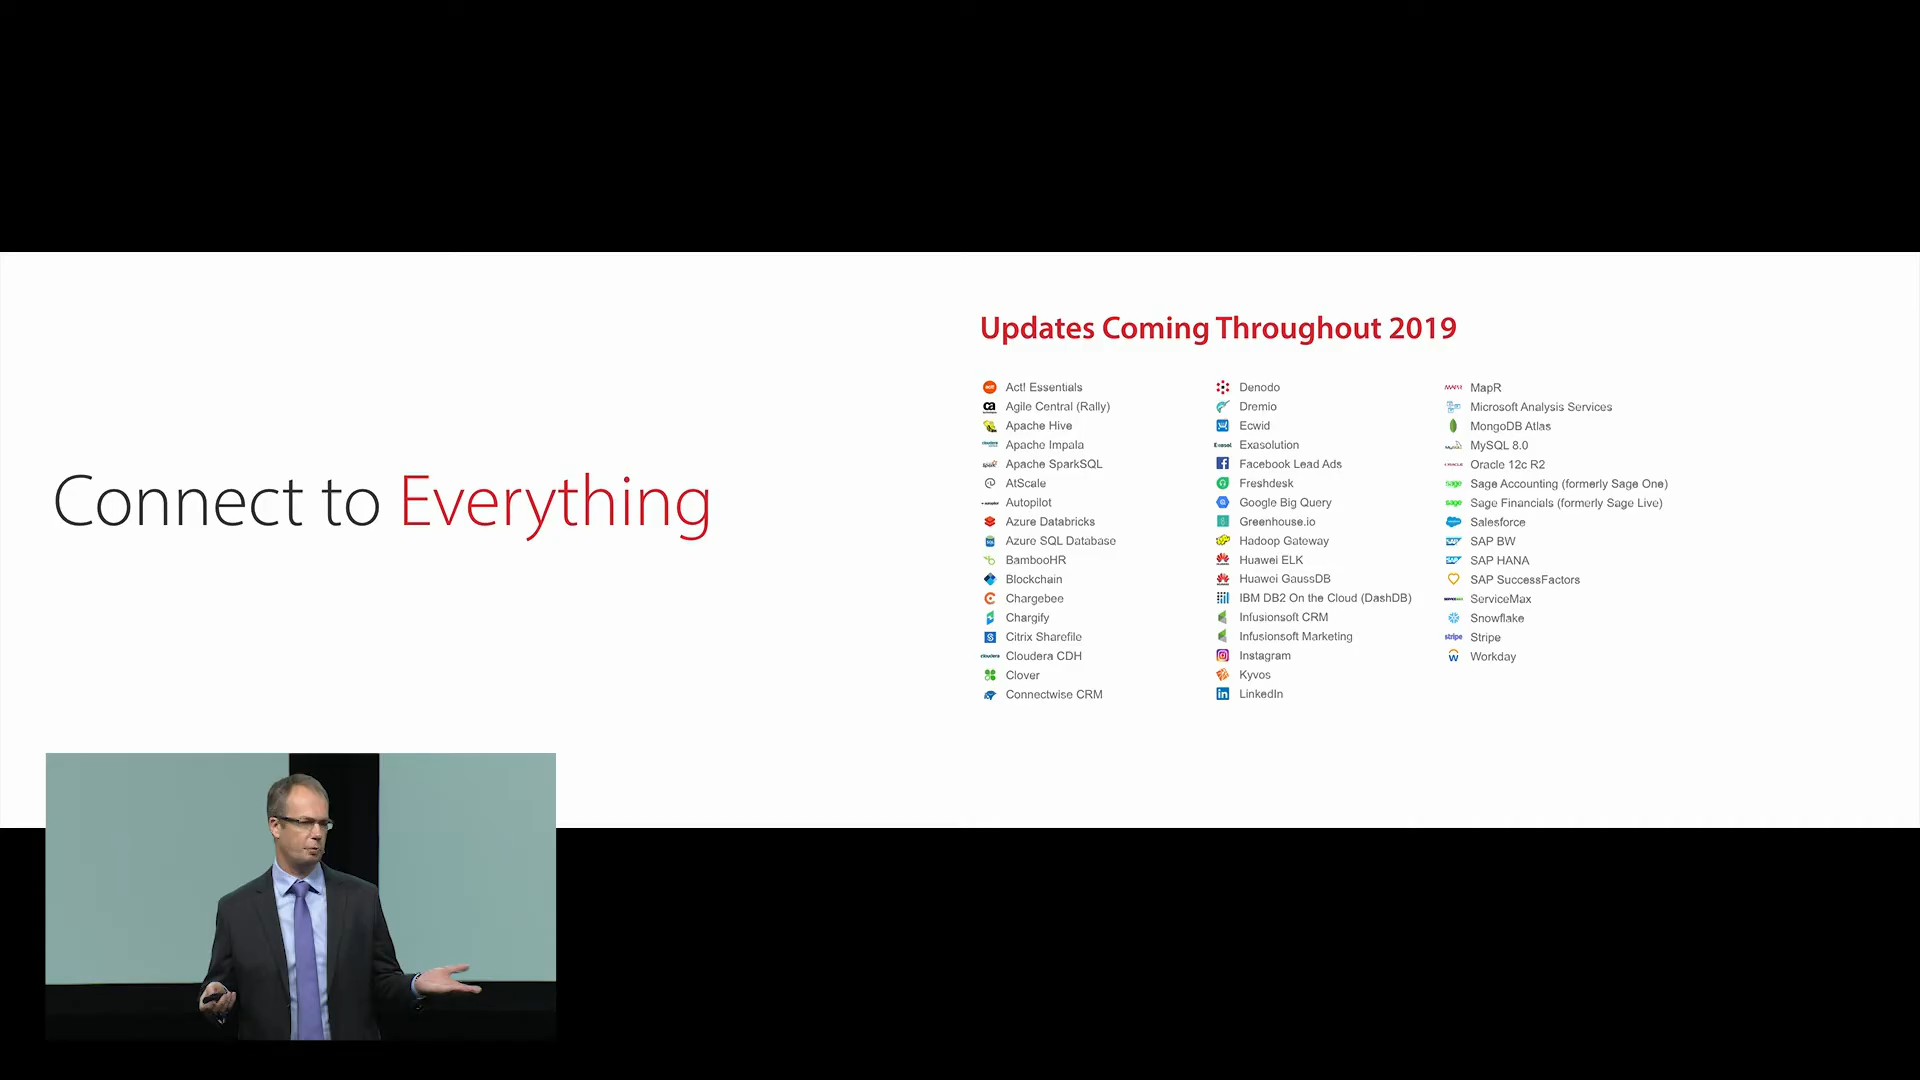 Connect to Everything
Updates Coming Throughout 2019
Act! Essentials
Agile Central (Rally)
Apache Hive
Apache Impala
Apache SparkSQL
AtScale
Autopilot
Azure Databricks
Azure SQL Database
BambooHR
Blockchain
Chargebee
Chargify
Citrix Sharefile
Cloudera CDH
Clover
Connectwise CRM
Denodo
Dremio
Ecwid
Exasolution
Facebook Lead Ads
Freshdesk
Google Big Query
Greenhouse.io
Hadoop Gateway
Huawei ELK
Huawei GaussDB
IBM DB2 On the Cloud (DashDB)
Infusionsoft CRM
Infusionsoft Marketing
Instagram
Kyvos
LinkedIn
MapR
Microsoft Analysis Services
MongoDB Atlas
MySQL 8.0
Oracle 12c R2
Sage Accounting (formerly Sage One)
Sage Financials (formerly Sage Live)
Salesforce
SAP BW
SAP HANA
SAP SuccessFactors
ServiceMax
Snowflake
Stripe
Workday